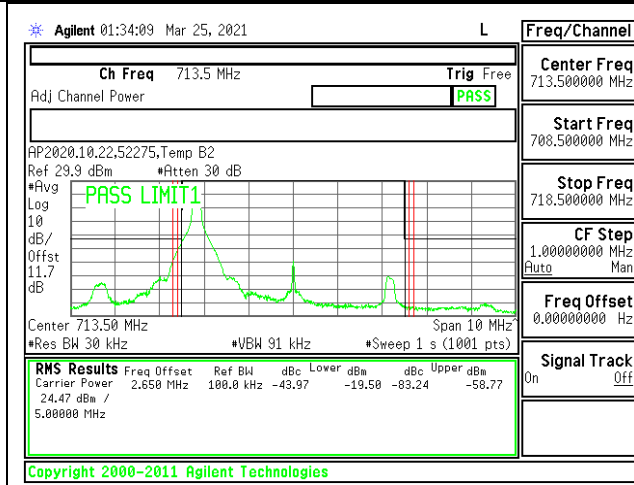 Agilent 01:34:09 Mar 25, 2021 L
Freq/Channel
Ch Freq 713.5 MHz Trig Free
Adj Channel Power PASS
Center Freq
713.500000 MHz
Start Freq
708.500000 MHz
Stop Freq
718.500000 MHz
CF Step
1.00000000 MHz
Auto Man
Freq Offset
0.00000000 Hz
Signal Track
On Off
AP2020.10.22,52275,Temp B2
Ref 29.9 dBm #Atten 30 dB
#Avg
Log
10
dB/
Offst
11.7
dB
PASS LIMIT1
Center 713.50 MHz Span 10 MHz^
#Res BW 30 kHz #VBW 91 kHz #Sweep 1 s (1001 pts)
RMS Results Freq Offset Ref BW dBc Lower dBm dBc Upper dBm
Carrier Power 2.650 MHz 100.0 kHz -43.97 -19.50 -83.24 -58.77
24.47 dBm /
5.00000 MHz
Copyright 2000-2011 Agilent Technologies